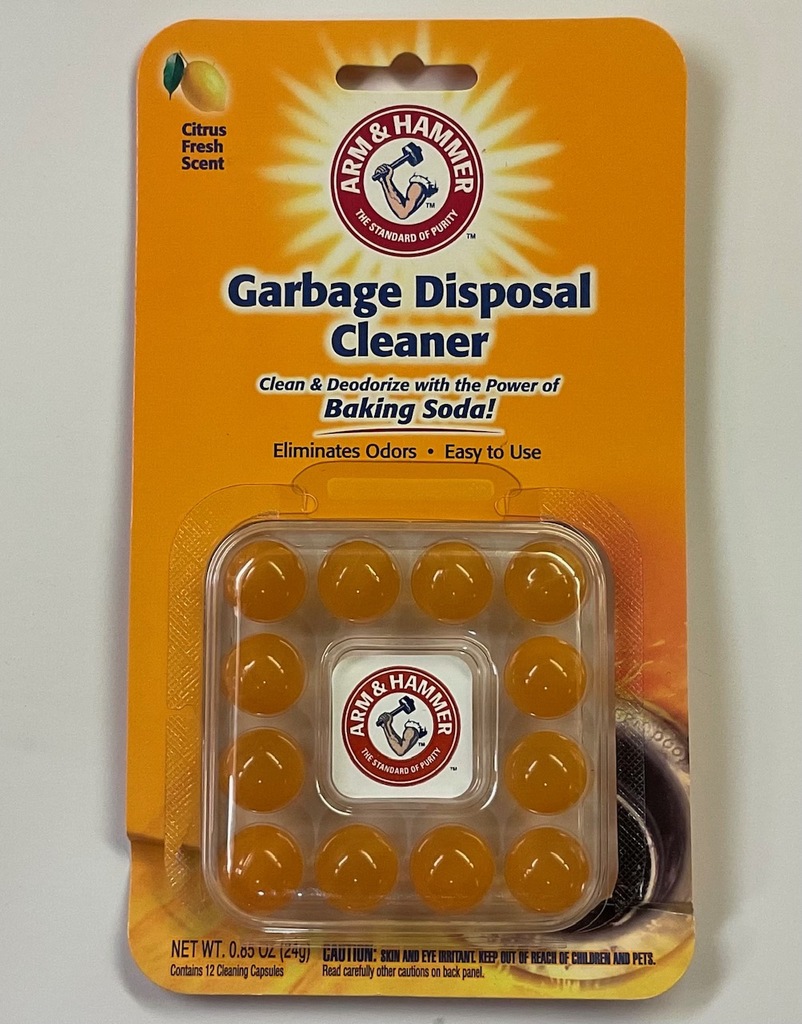 Citrus
Fresh
Scent
ARM & HAMMER
TM
THE STANDARD OF PURITY
TM
Garbage Disposal
Cleaner
Clean & Deodorize with the Power of
Baking Soda!
Eliminates Odors • Easy to Use
ARM & HAMMER
TM
THE STANDARD OF PURITY
TM
NET WT. 0.85 OZ (24g)
Contains 12 Cleaning Capsules
CAUTION: SKIN AND EYE IRRITANT. KEEP OUT OF REACH OF CHILDREN AND PETS.
Read carefully other cautions on back panel.